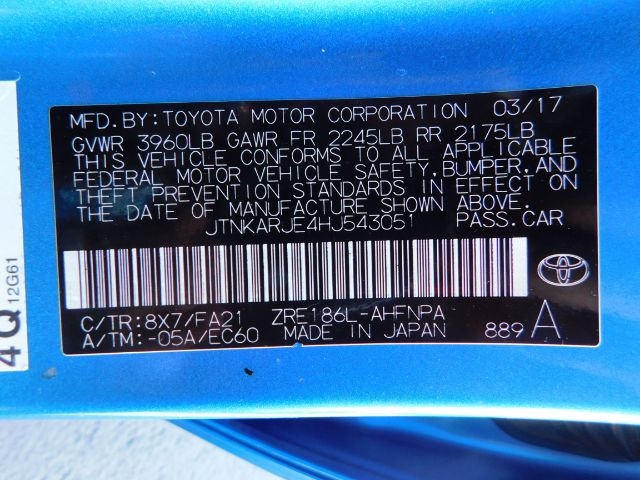 MFD.BY:TOYOTA MOTOR CORPORATION 03/17
GVWR 3960LB GAWR FR 2245LB RR 2175LB
THIS VEHICLE CONFORMS TO ALL APPLICABLE
FEDERAL MOTOR VEHICLE SAFETY,BUMPER,AND
THEFT PREVENTION STANDARDS IN EFFECT ON
THE DATE OF MANUFACTURE SHOWN ABOVE.
JTNKARJE4HJ543051 PASS.CAR
C/TR:8X7/FA21 ZRE186L-AHFNPA
A/TM:-05A/EC60 MADE IN JAPAN 889 A
4Q
12G61